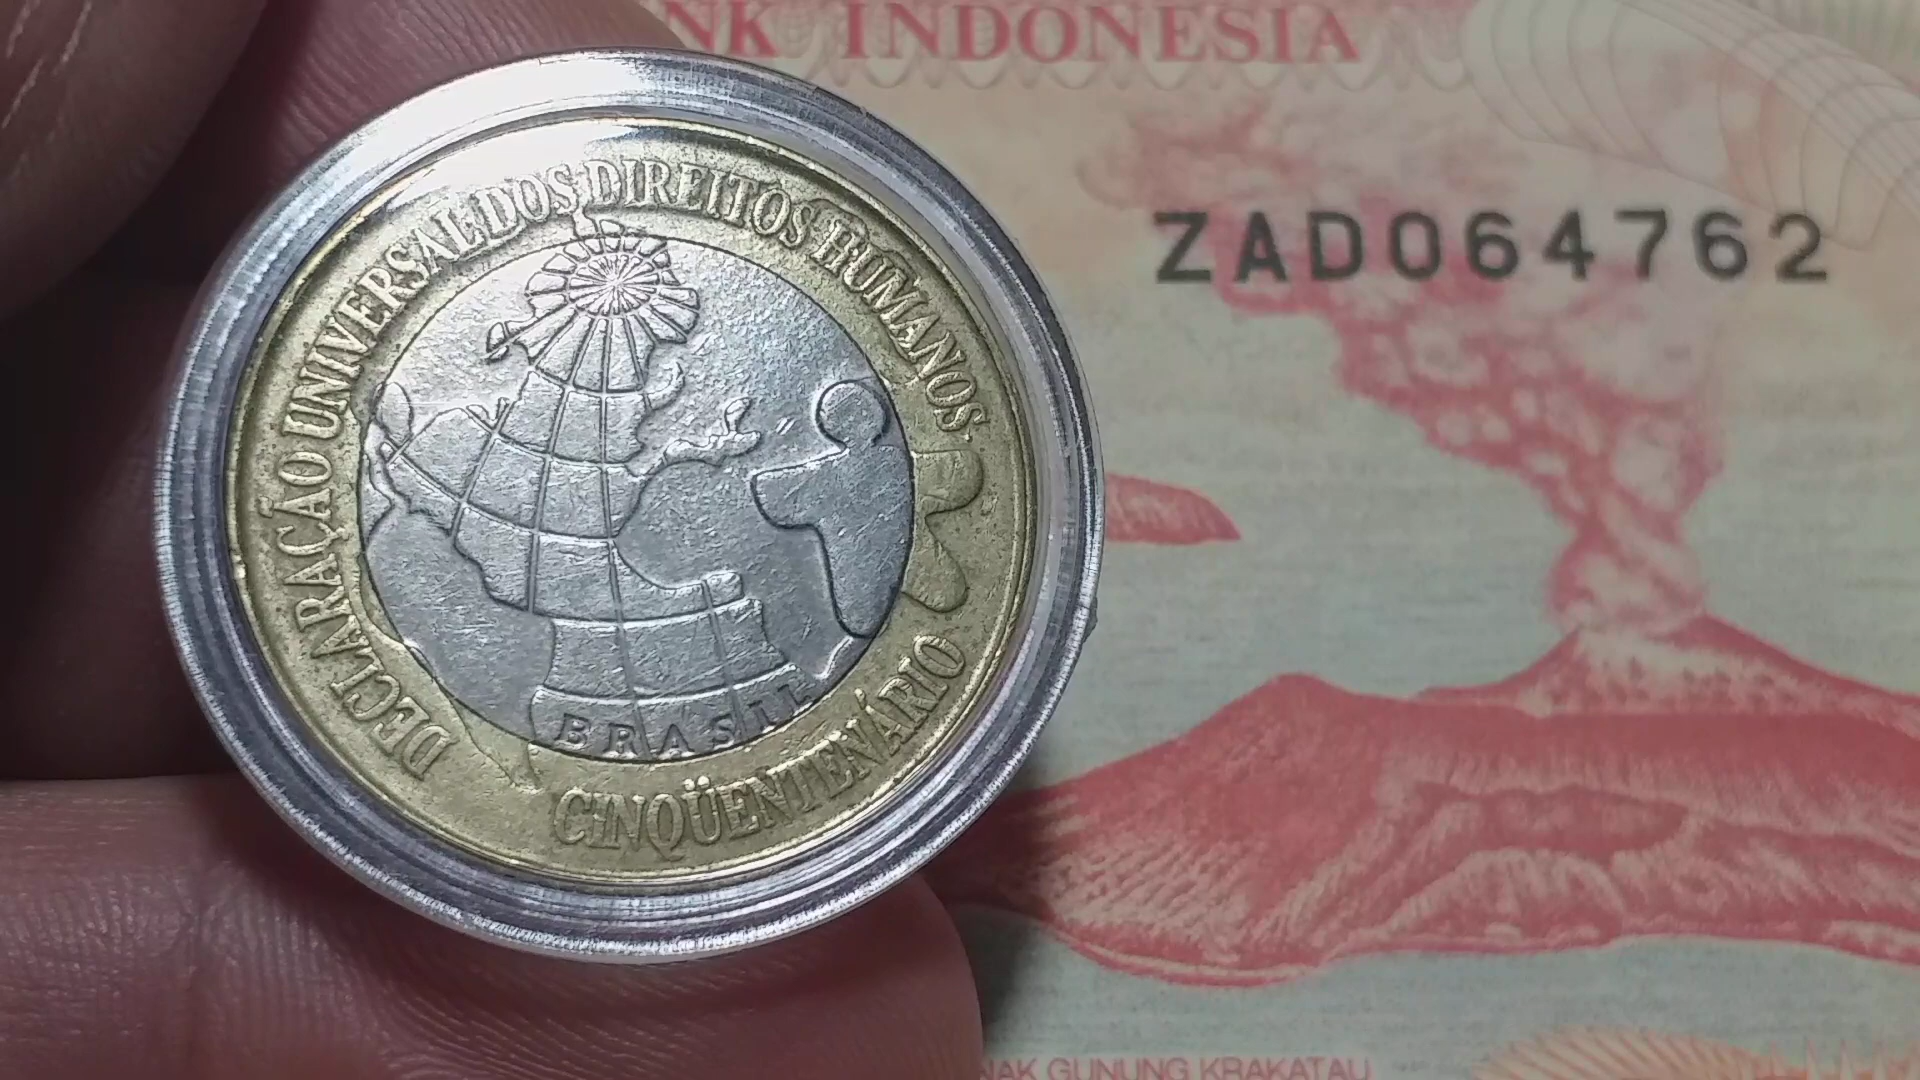 NK INDONESIA
ZAD064762
DECLARAÇÃO UNIVERSAL DOS DIREITOS HUMANOS
BRASIL
CINQÜENTENÁRIO
NAK GUNUNG KRAKATAU